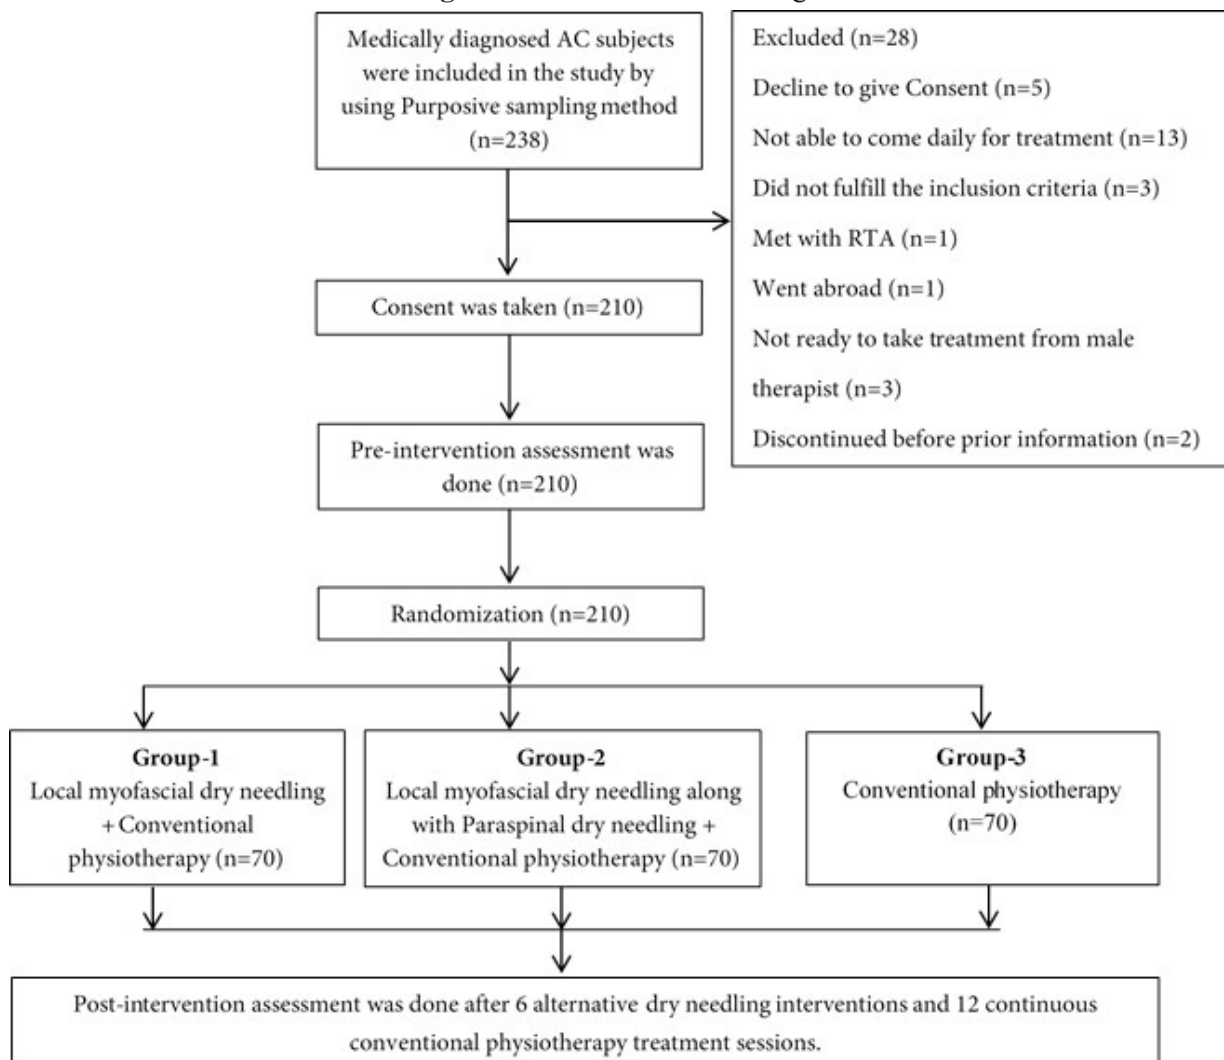 Medically diagnosed AC subjects
were included in the study by
using Purposive sampling method
(n=238)
Excluded (n=28)
Decline to give Consent (n=5)
Not able to come daily for treatment (n=13)
Did not fulfill the inclusion criteria (n=3)
Met with RTA (n=1)
Went abroad (n=1)
Not ready to take treatment from male
therapist (n=3)
Discontinued before prior information (n=2)
Consent was taken (n=210)
Pre-intervention assessment was
done (n=210)
Randomization (n=210)
Group-1
Local myofascial dry needling
+Conventional
physiotherapy (n=70)
Group-2
Local myofascial dry needling along
with Paraspinal dry needling +
Conventional physiotherapy (n=70)
Group-3
Conventional physiotherapy
(n=70)
Post-intervention assessment was done after 6 alternative dry needling interventions and 12 continuous
conventional physiotherapy treatment sessions.